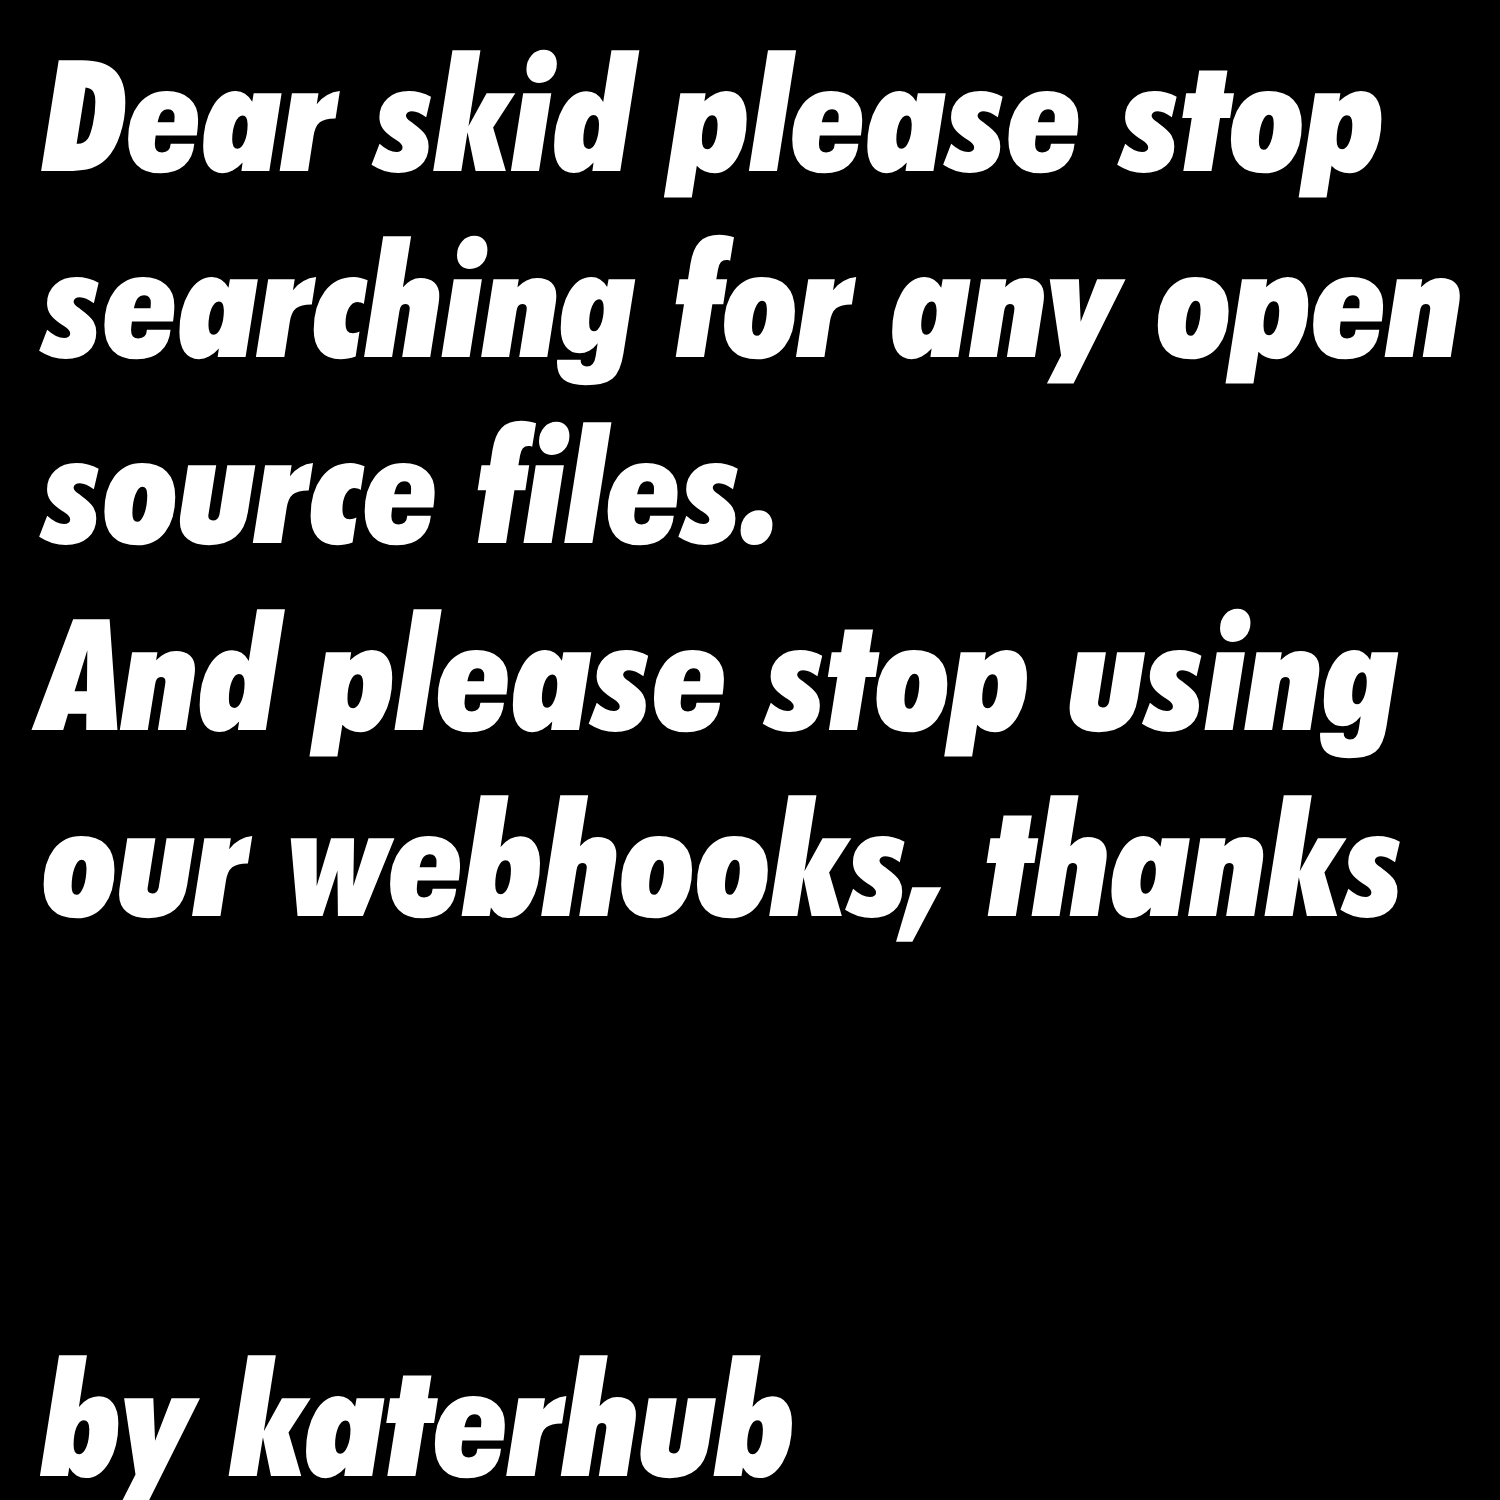 Dear skid please stop
searching for any open
source files.
And please stop using
our webhooks, thanks
by katerhub